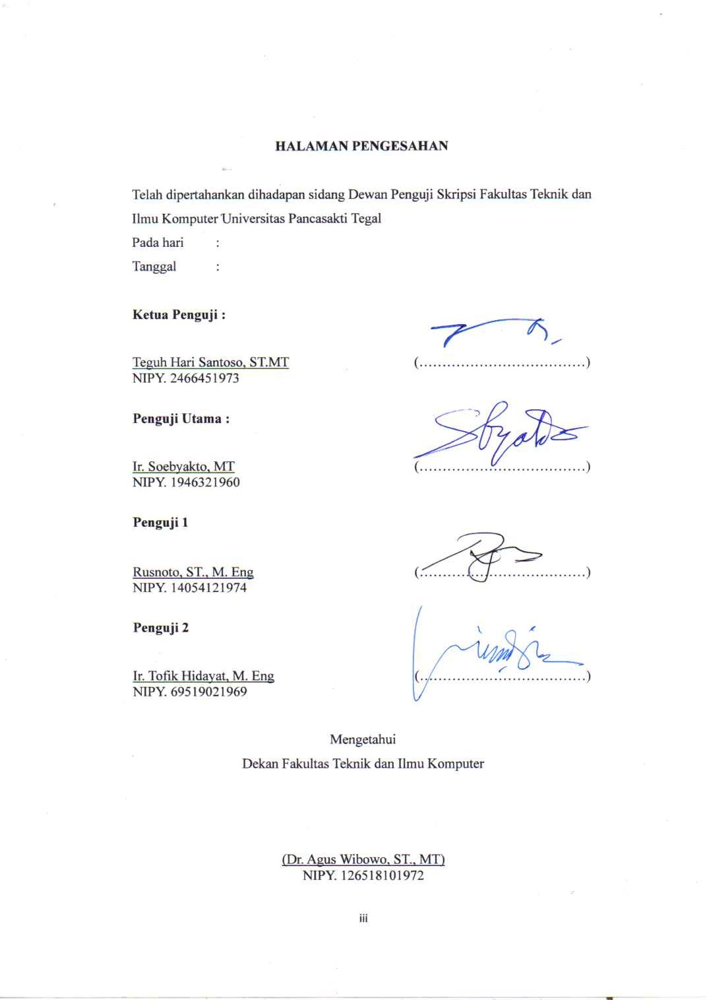 HALAMAN PENGESAHAN
Telah dipertahankan dihadapan sidang Dewan Penguji Skripsi Fakultas Teknik dan
Ilmu Komputer Universitas Pancasakti Tegal
Pada hari :
Tanggal :
Ketua Penguji :
Teguh Hari Santoso, ST.MT (....................................)
NIPY. 2466451973
Penguji Utama :
Ir. Soebyakto, MT (....................................)
NIPY. 1946321960
Penguji 1
Rusnoto, ST., M. Eng (....................................)
NIPY. 14054121974
Penguji 2
Ir. Tofik Hidayat, M. Eng (....................................)
NIPY. 69519021969
Mengetahui
Dekan Fakultas Teknik dan Ilmu Komputer
(Dr. Agus Wibowo, ST., MT)
NIPY. 126518101972
iii